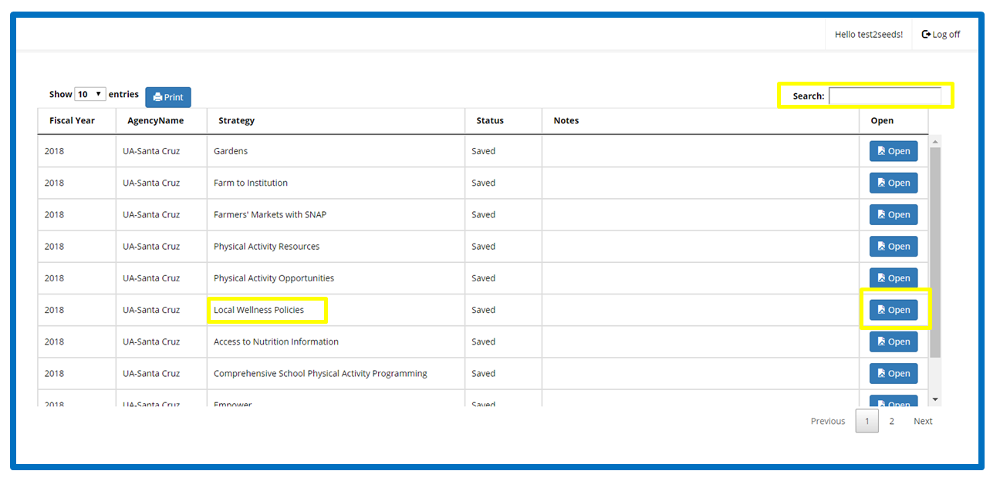 Hello test2seeds! Log off
Show 10 entries Print Search:
Fiscal Year AgencyName Strategy Status Notes Open
2018 UA-Santa Cruz Gardens Saved Open
2018 UA-Santa Cruz Farm to Institution Saved Open
2018 UA-Santa Cruz Farmers' Markets with SNAP Saved Open
2018 UA-Santa Cruz Physical Activity Resources Saved Open
2018 UA-Santa Cruz Physical Activity Opportunities Saved Open
2018 UA-Santa Cruz Local Wellness Policies Saved Open
2018 UA-Santa Cruz Access to Nutrition Information Saved Open
2018 UA-Santa Cruz Comprehensive School Physical Activity Programming Saved Open
2018 UA-Santa Cruz Empower Saved Open
Previous 1 2 Next